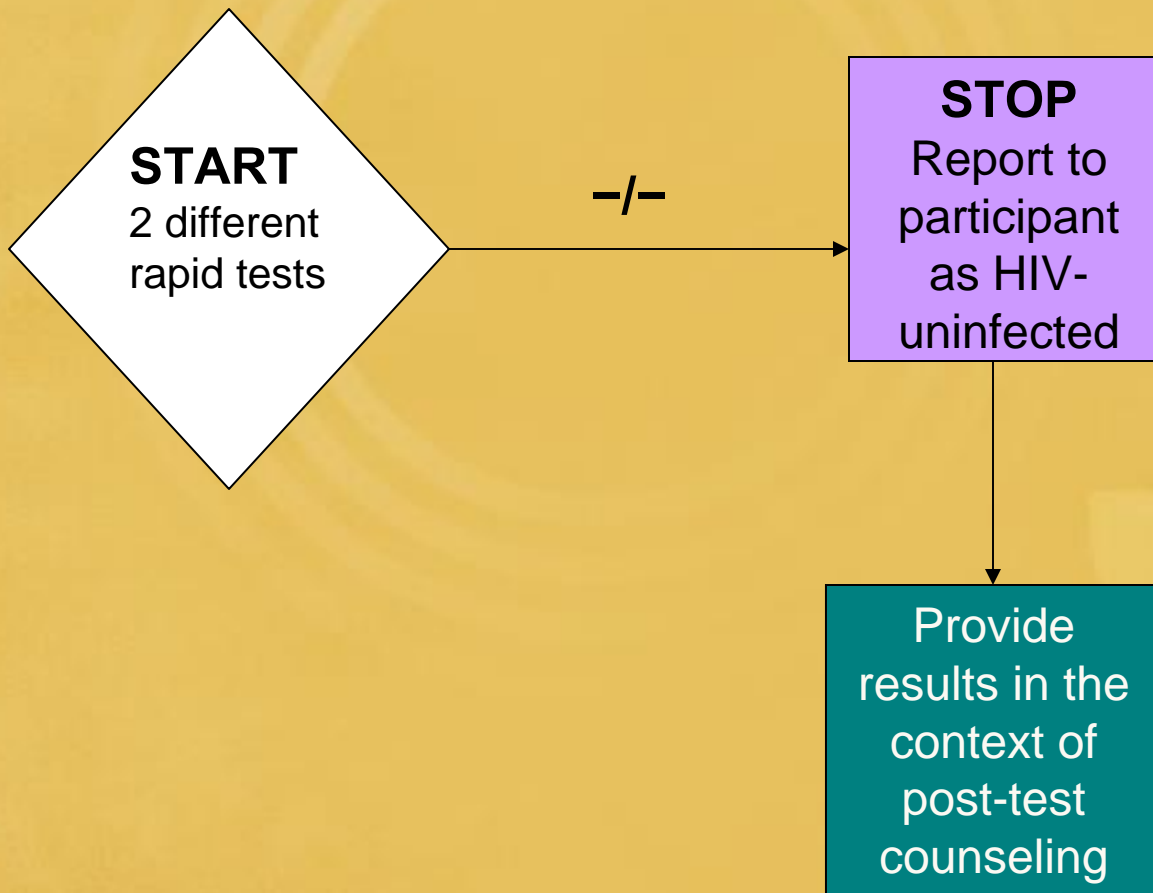 START
2 different
rapid tests
–/–
STOP
Report to
participant
as HIV-
uninfected
Provide
results in the
context of
post-test
counseling